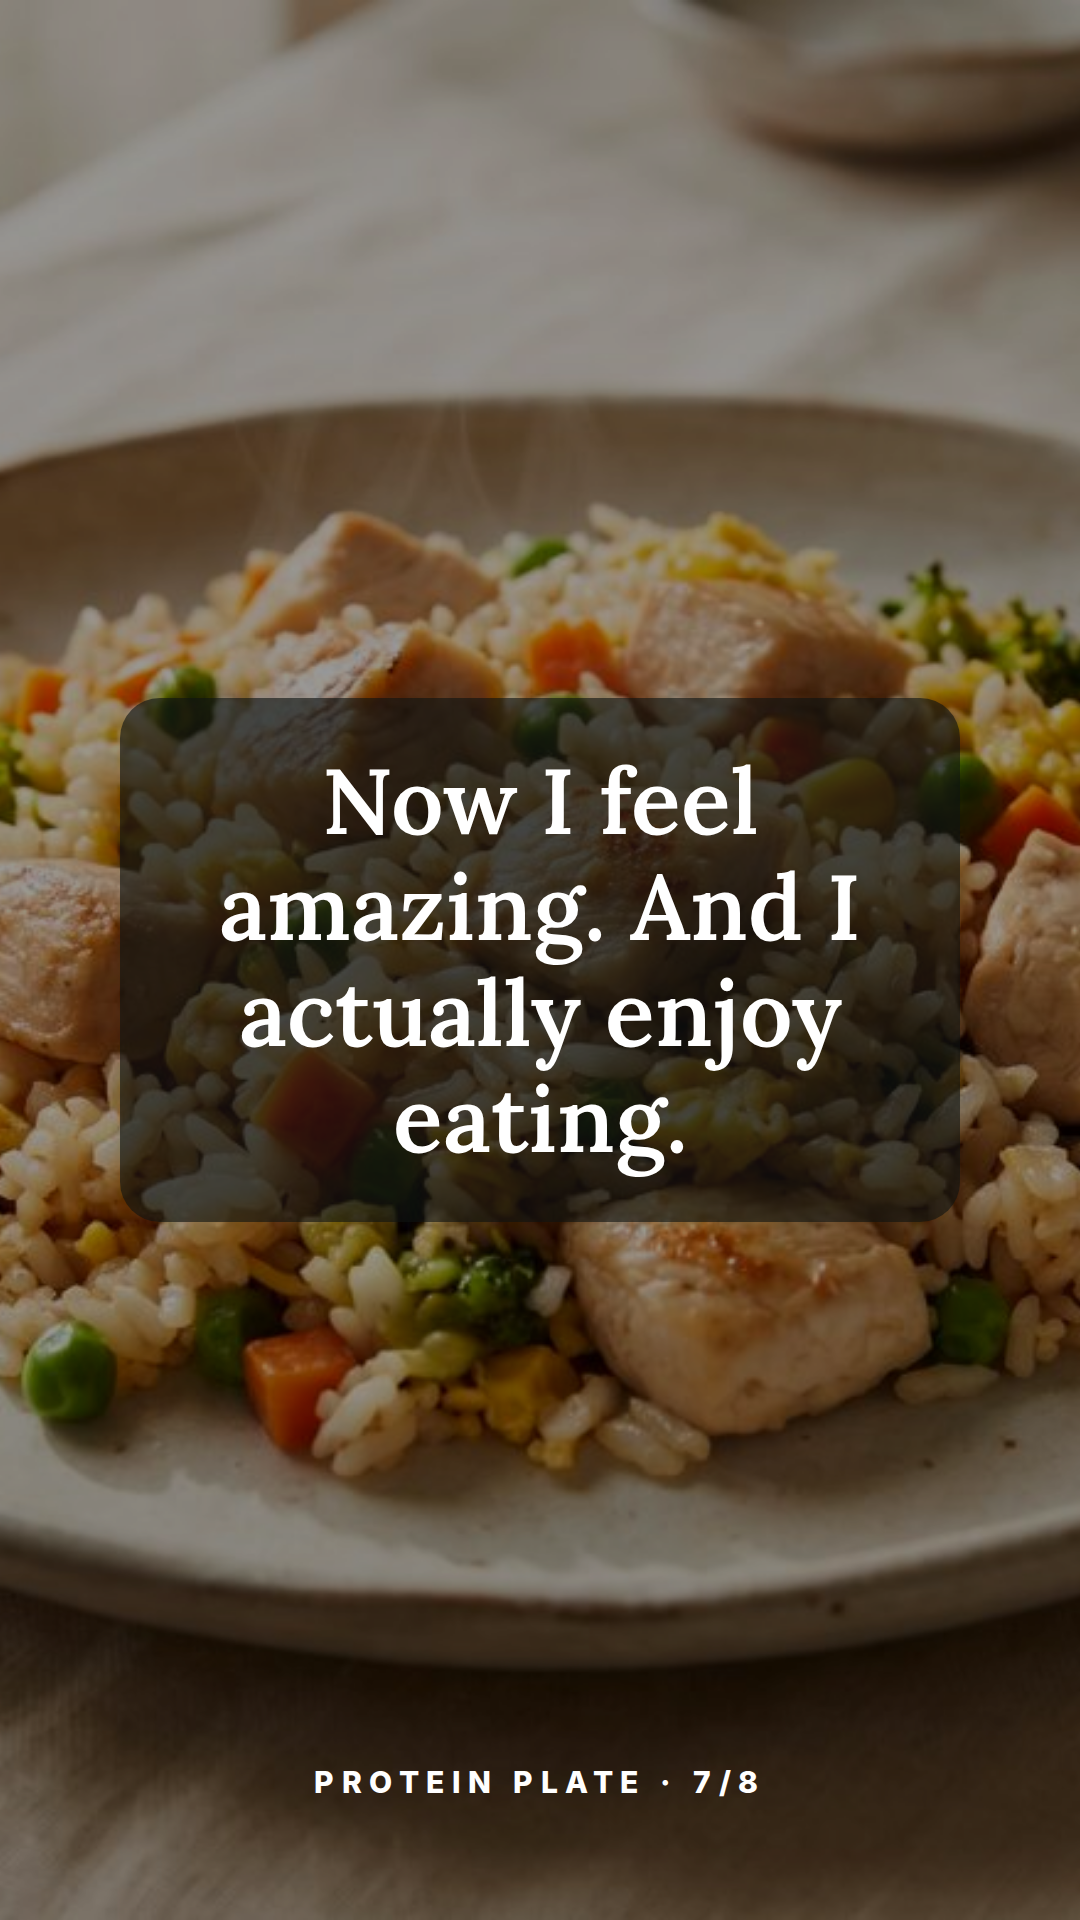 Now I feel
amazing. And I
actually enjoy
eating.
PROTEIN PLATE · 7/8